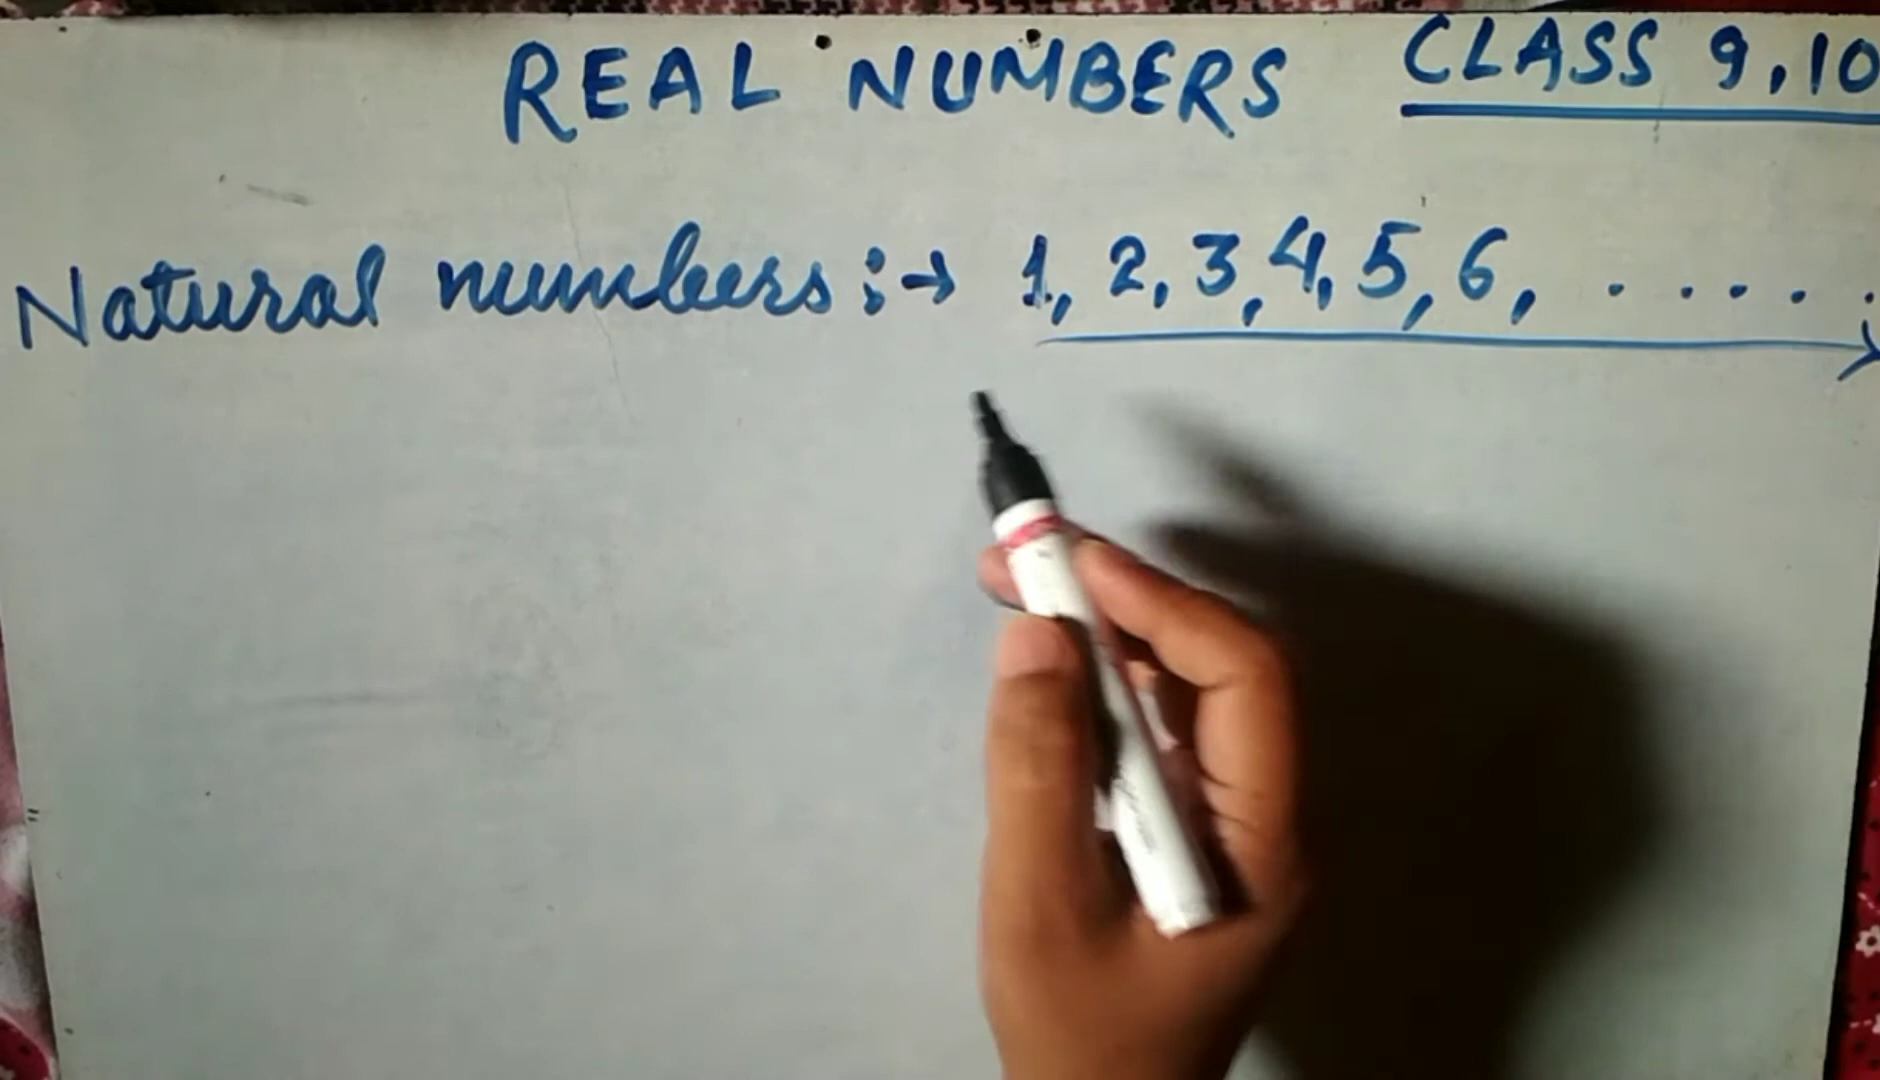 REAL NUMBERS CLASS 9,10
Natural numbers :→ 1, 2, 3, 4, 5, 6, . . . . .